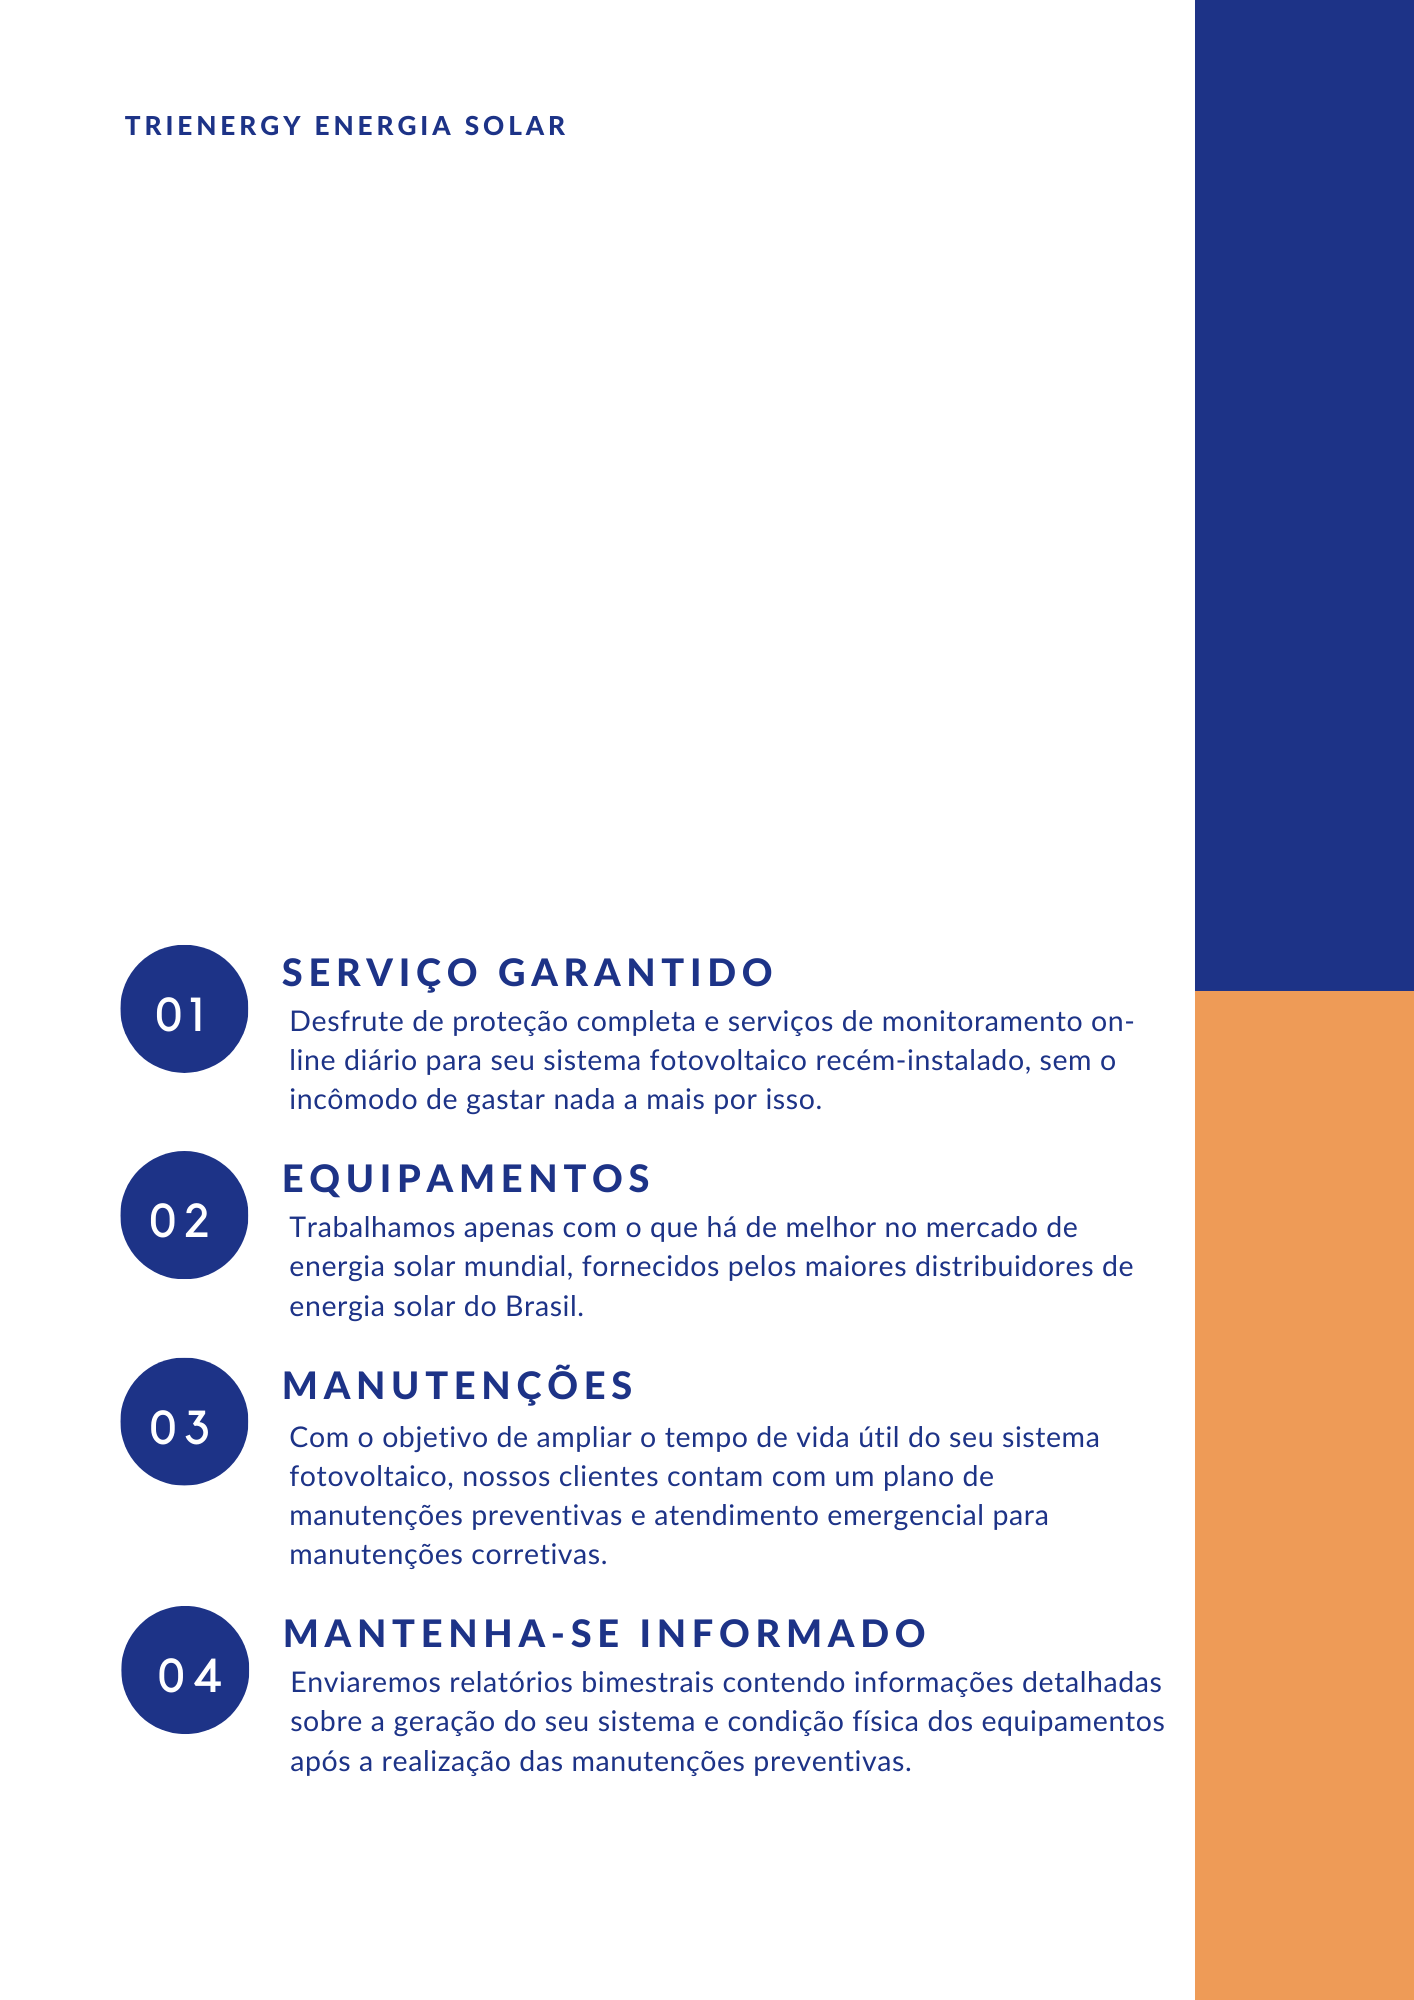 TRIENERGY ENERGIA SOLAR
01
SERVIÇO GARANTIDO
Desfrute de proteção completa e serviços de monitoramento on-
line diário para seu sistema fotovoltaico recém-instalado, sem o
incômodo de gastar nada a mais por isso.
02
EQUIPAMENTOS
Trabalhamos apenas com o que há de melhor no mercado de
energia solar mundial, fornecidos pelos maiores distribuidores de
energia solar do Brasil.
03
MANUTENÇÕES
Com o objetivo de ampliar o tempo de vida útil do seu sistema
fotovoltaico, nossos clientes contam com um plano de
manutenções preventivas e atendimento emergencial para
manutenções corretivas.
04
MANTENHA-SE INFORMADO
Enviaremos relatórios bimestrais contendo informações detalhadas
sobre a geração do seu sistema e condição física dos equipamentos
após a realização das manutenções preventivas.